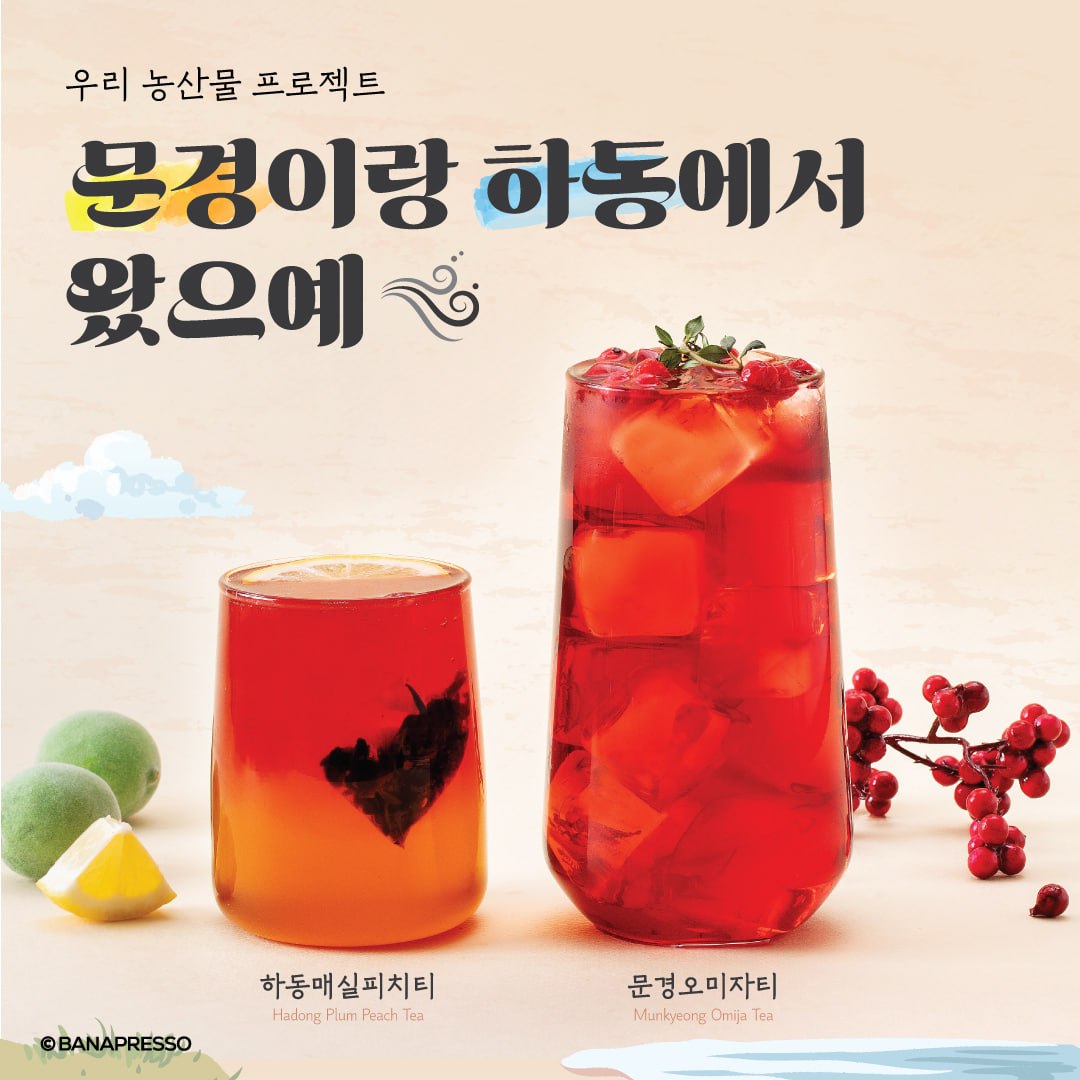 우리 농산물 프로젝트
문경이랑 하동에서
왔으예
하동매실피치티
Hadong Plum Peach Tea
문경오미자티
Munkyeong Omija Tea
©BANAPRESSO